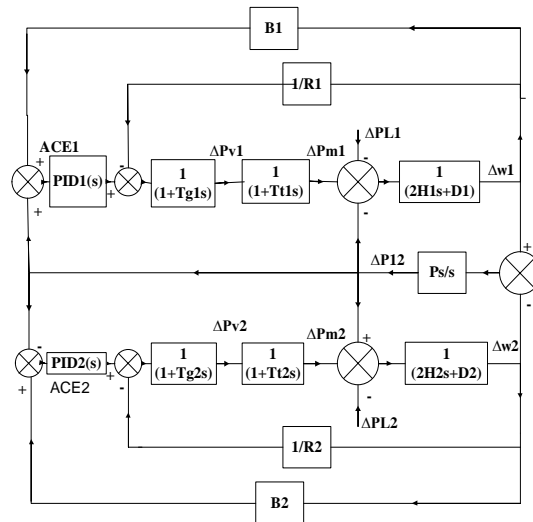 B1
1/R1
ACE1
ΔPL1
ΔPv1
ΔPm1
+
-
-
PID1(s)
+
1
(1+Tg1s)
1
(1+Tt1s)
1
(2H1s+D1)
Δw1
+
-
ΔP12
Ps/s
+
-
ΔPv2
ΔPm2
+
Δw2
-
PID2(s)
+
1
(1+Tg2s)
1
(1+Tt2s)
1
(2H2s+D2)
+
ACE2
-
-
ΔPL2
1/R2
B2